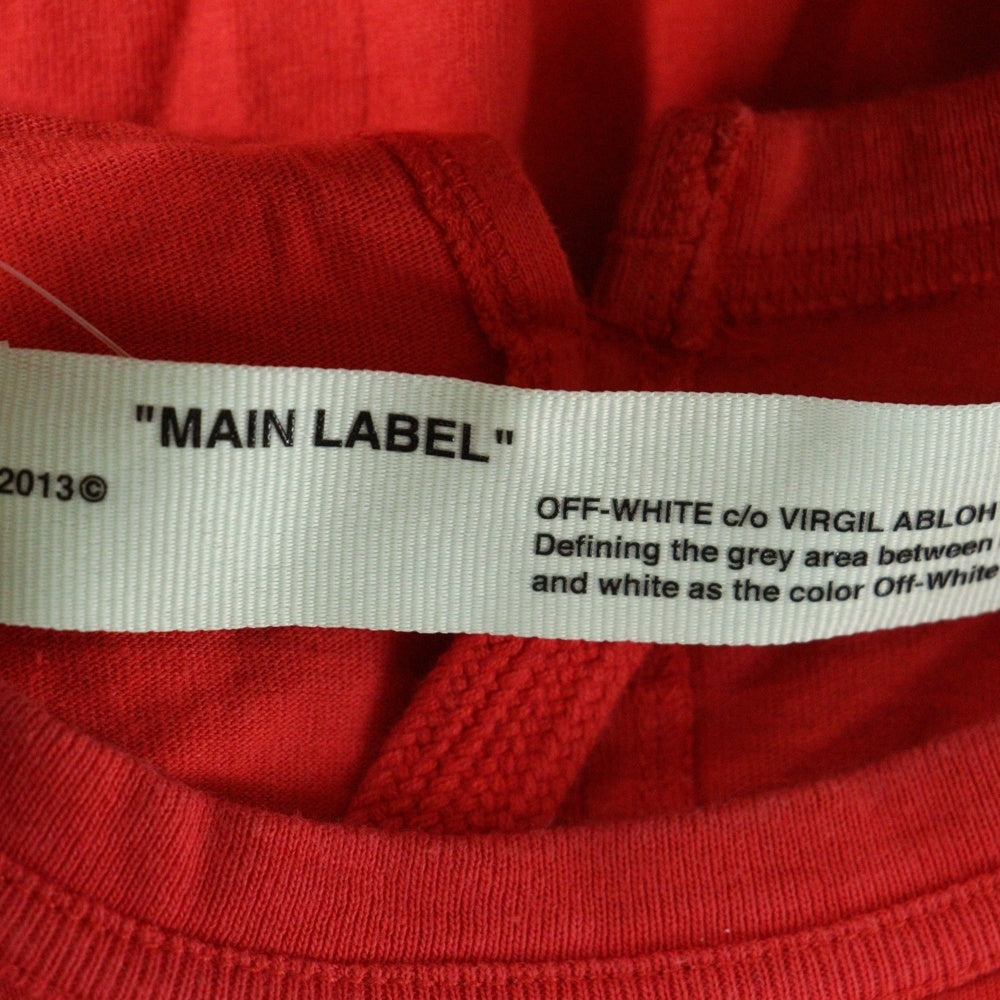 "MAIN LABEL"
2013©
OFF-WHITE c/o VIRGIL ABLOH
Defining the grey area between
and white as the color Off-White